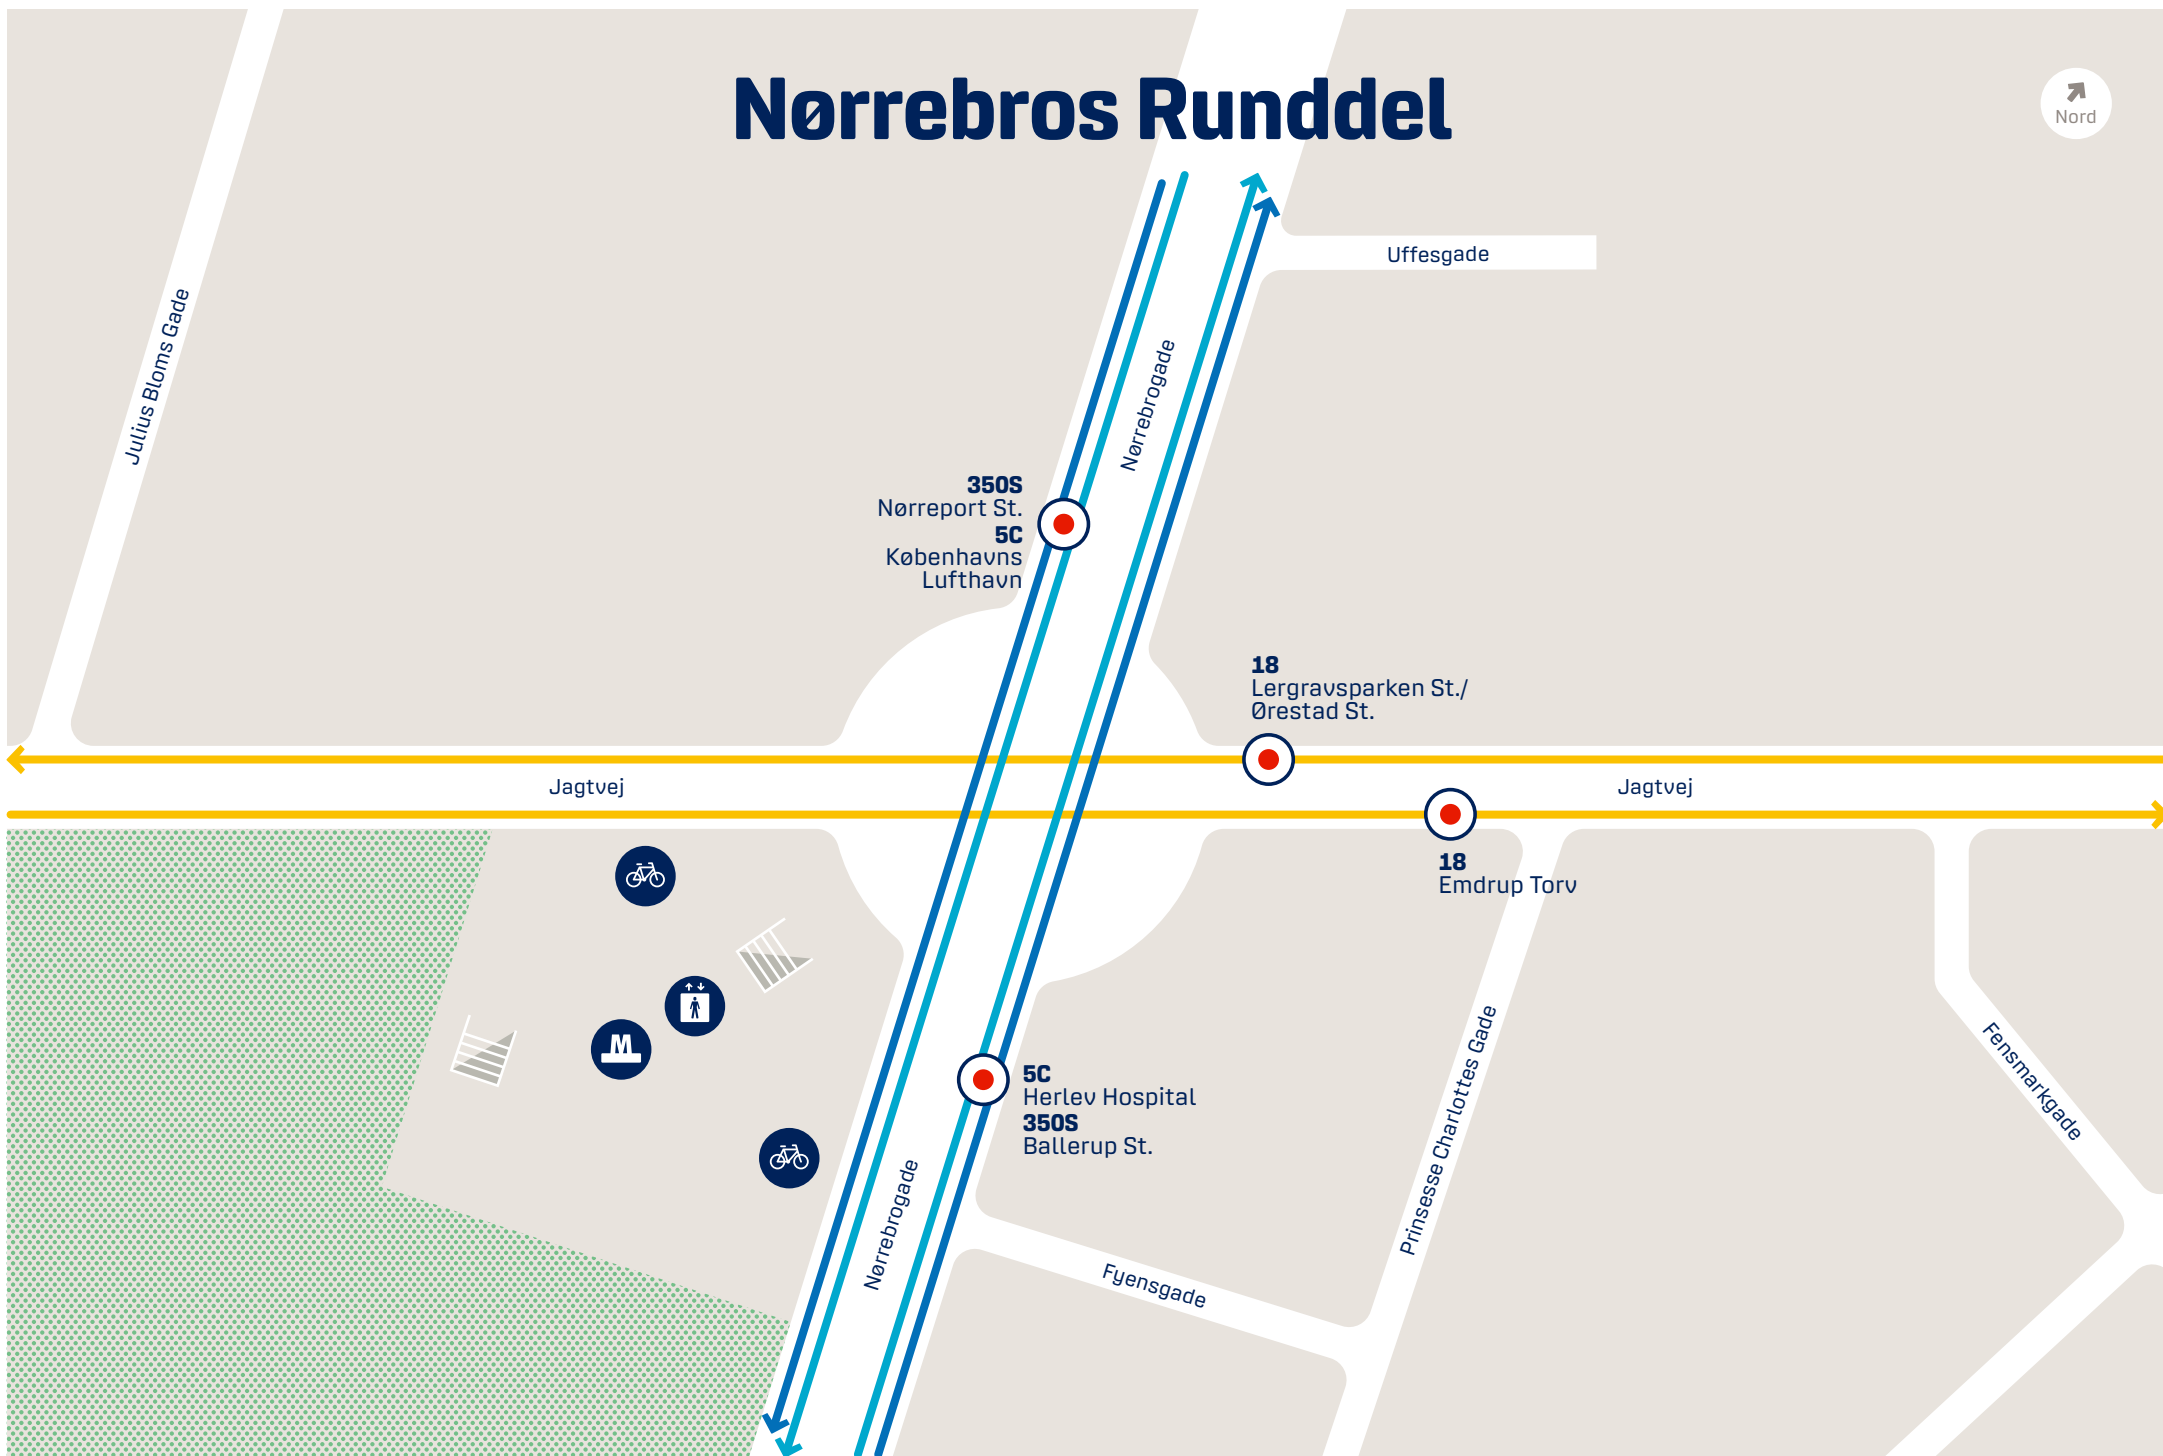 Nørrebros Runddel
Nord
Uffesgade
Julius Bloms Gade
Nørrebrogade
350S
Nørreport St.
5C
Københavns
Lufthavn
18
Lergravsparken St./
Ørestad St.
Jagtvej
Jagtvej
18
Emdrup Torv
M
5C
Herlev Hospital
350S
Ballerup St.
Nørrebrogade
Fyensgade
Prinsesse Charlottes Gade
Fensmarkgade